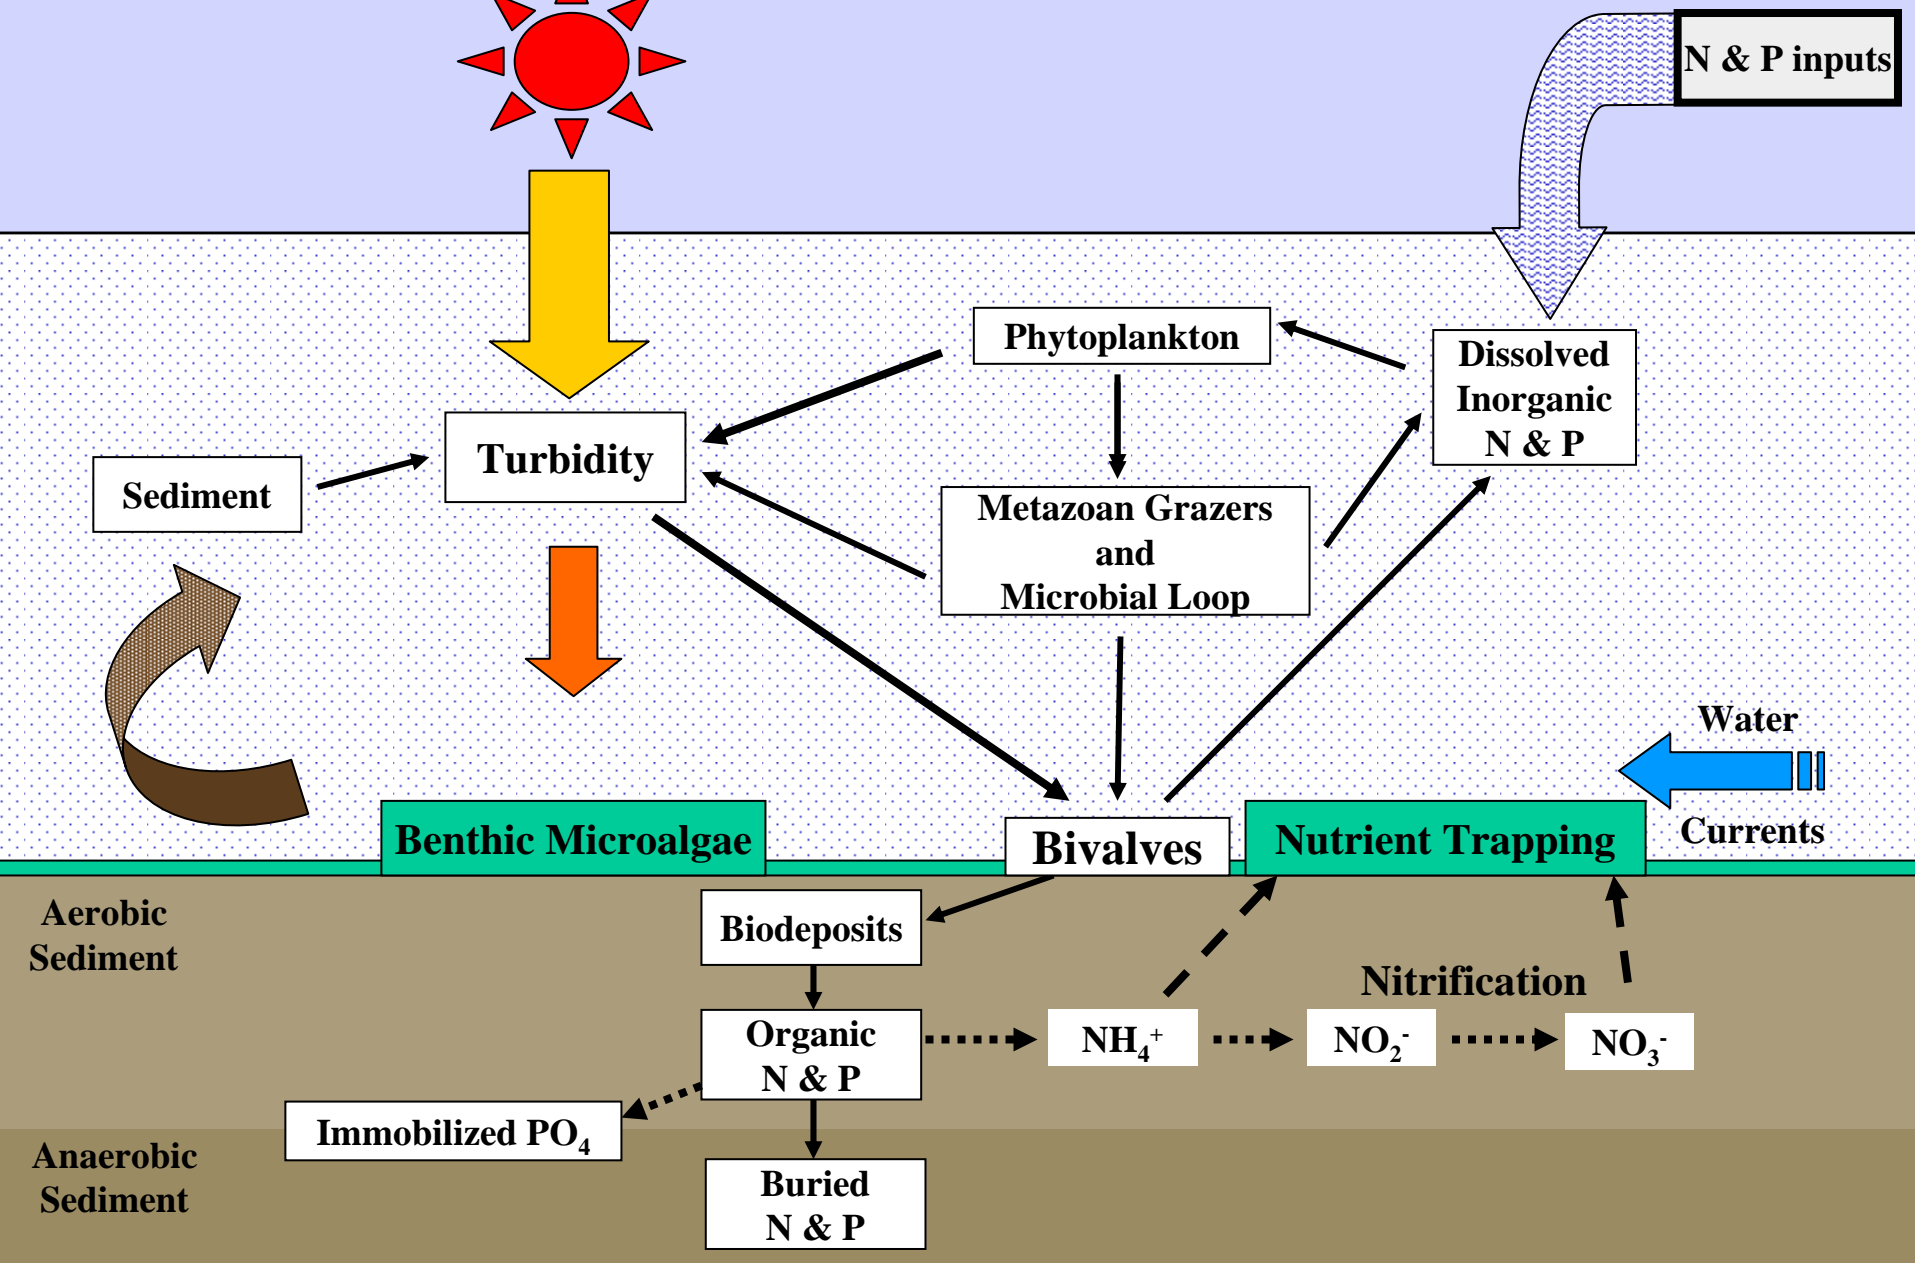 N & P inputs
Phytoplankton
Dissolved
Inorganic
N & P
Turbidity
Sediment
Metazoan Grazers
and
Microbial Loop
Water
Currents
Benthic Microalgae
Bivalves
Nutrient Trapping
Aerobic
Sediment
Biodeposits
Nitrification
Organic
N & P
NH₄⁺
NO₂⁻
NO₃⁻
Immobilized PO₄
Anaerobic
Sediment
Buried
N & P